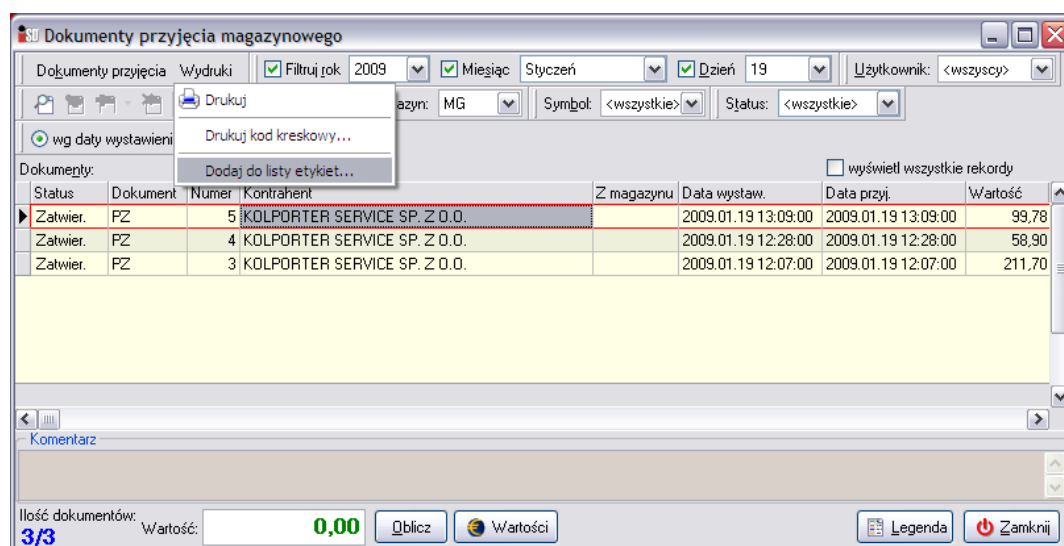 Dokumenty przyjęcia magazynowego
Dokumenty przyjęcia Wydruki Filtruj rok 2009 Miesiąc Styczeń Dzień 19 Użytkownik: <wszyscy>
Drukuj
MG Symbol: <wszystkie> Status: <wszystkie>
Drukuj kod kreskowy...
wg daty
Dodaj do listy etykiet...
Dokumenty: wyświetl wszystkie rekordy
Status Dokument Numer Kontrahent Z magazynu Data wystaw. Data przyj. Wartość
Zatwier. PZ 5 KOLPORTER SERVICE SP. Z O.O. 2009.01.19 13:09:00 2009.01.19 13:09:00 99,78
Zatwier. PZ 4 KOLPORTER SERVICE SP. Z O.O. 2009.01.19 12:28:00 2009.01.19 12:28:00 58,90
Zatwier. PZ 3 KOLPORTER SERVICE SP. Z O.O. 2009.01.19 12:07:00 2009.01.19 12:07:00 211,70
Komentarz
Ilość dokumentów:
3/3
Wartość: 0,00 Oblicz Wartości Legenda Zamknij